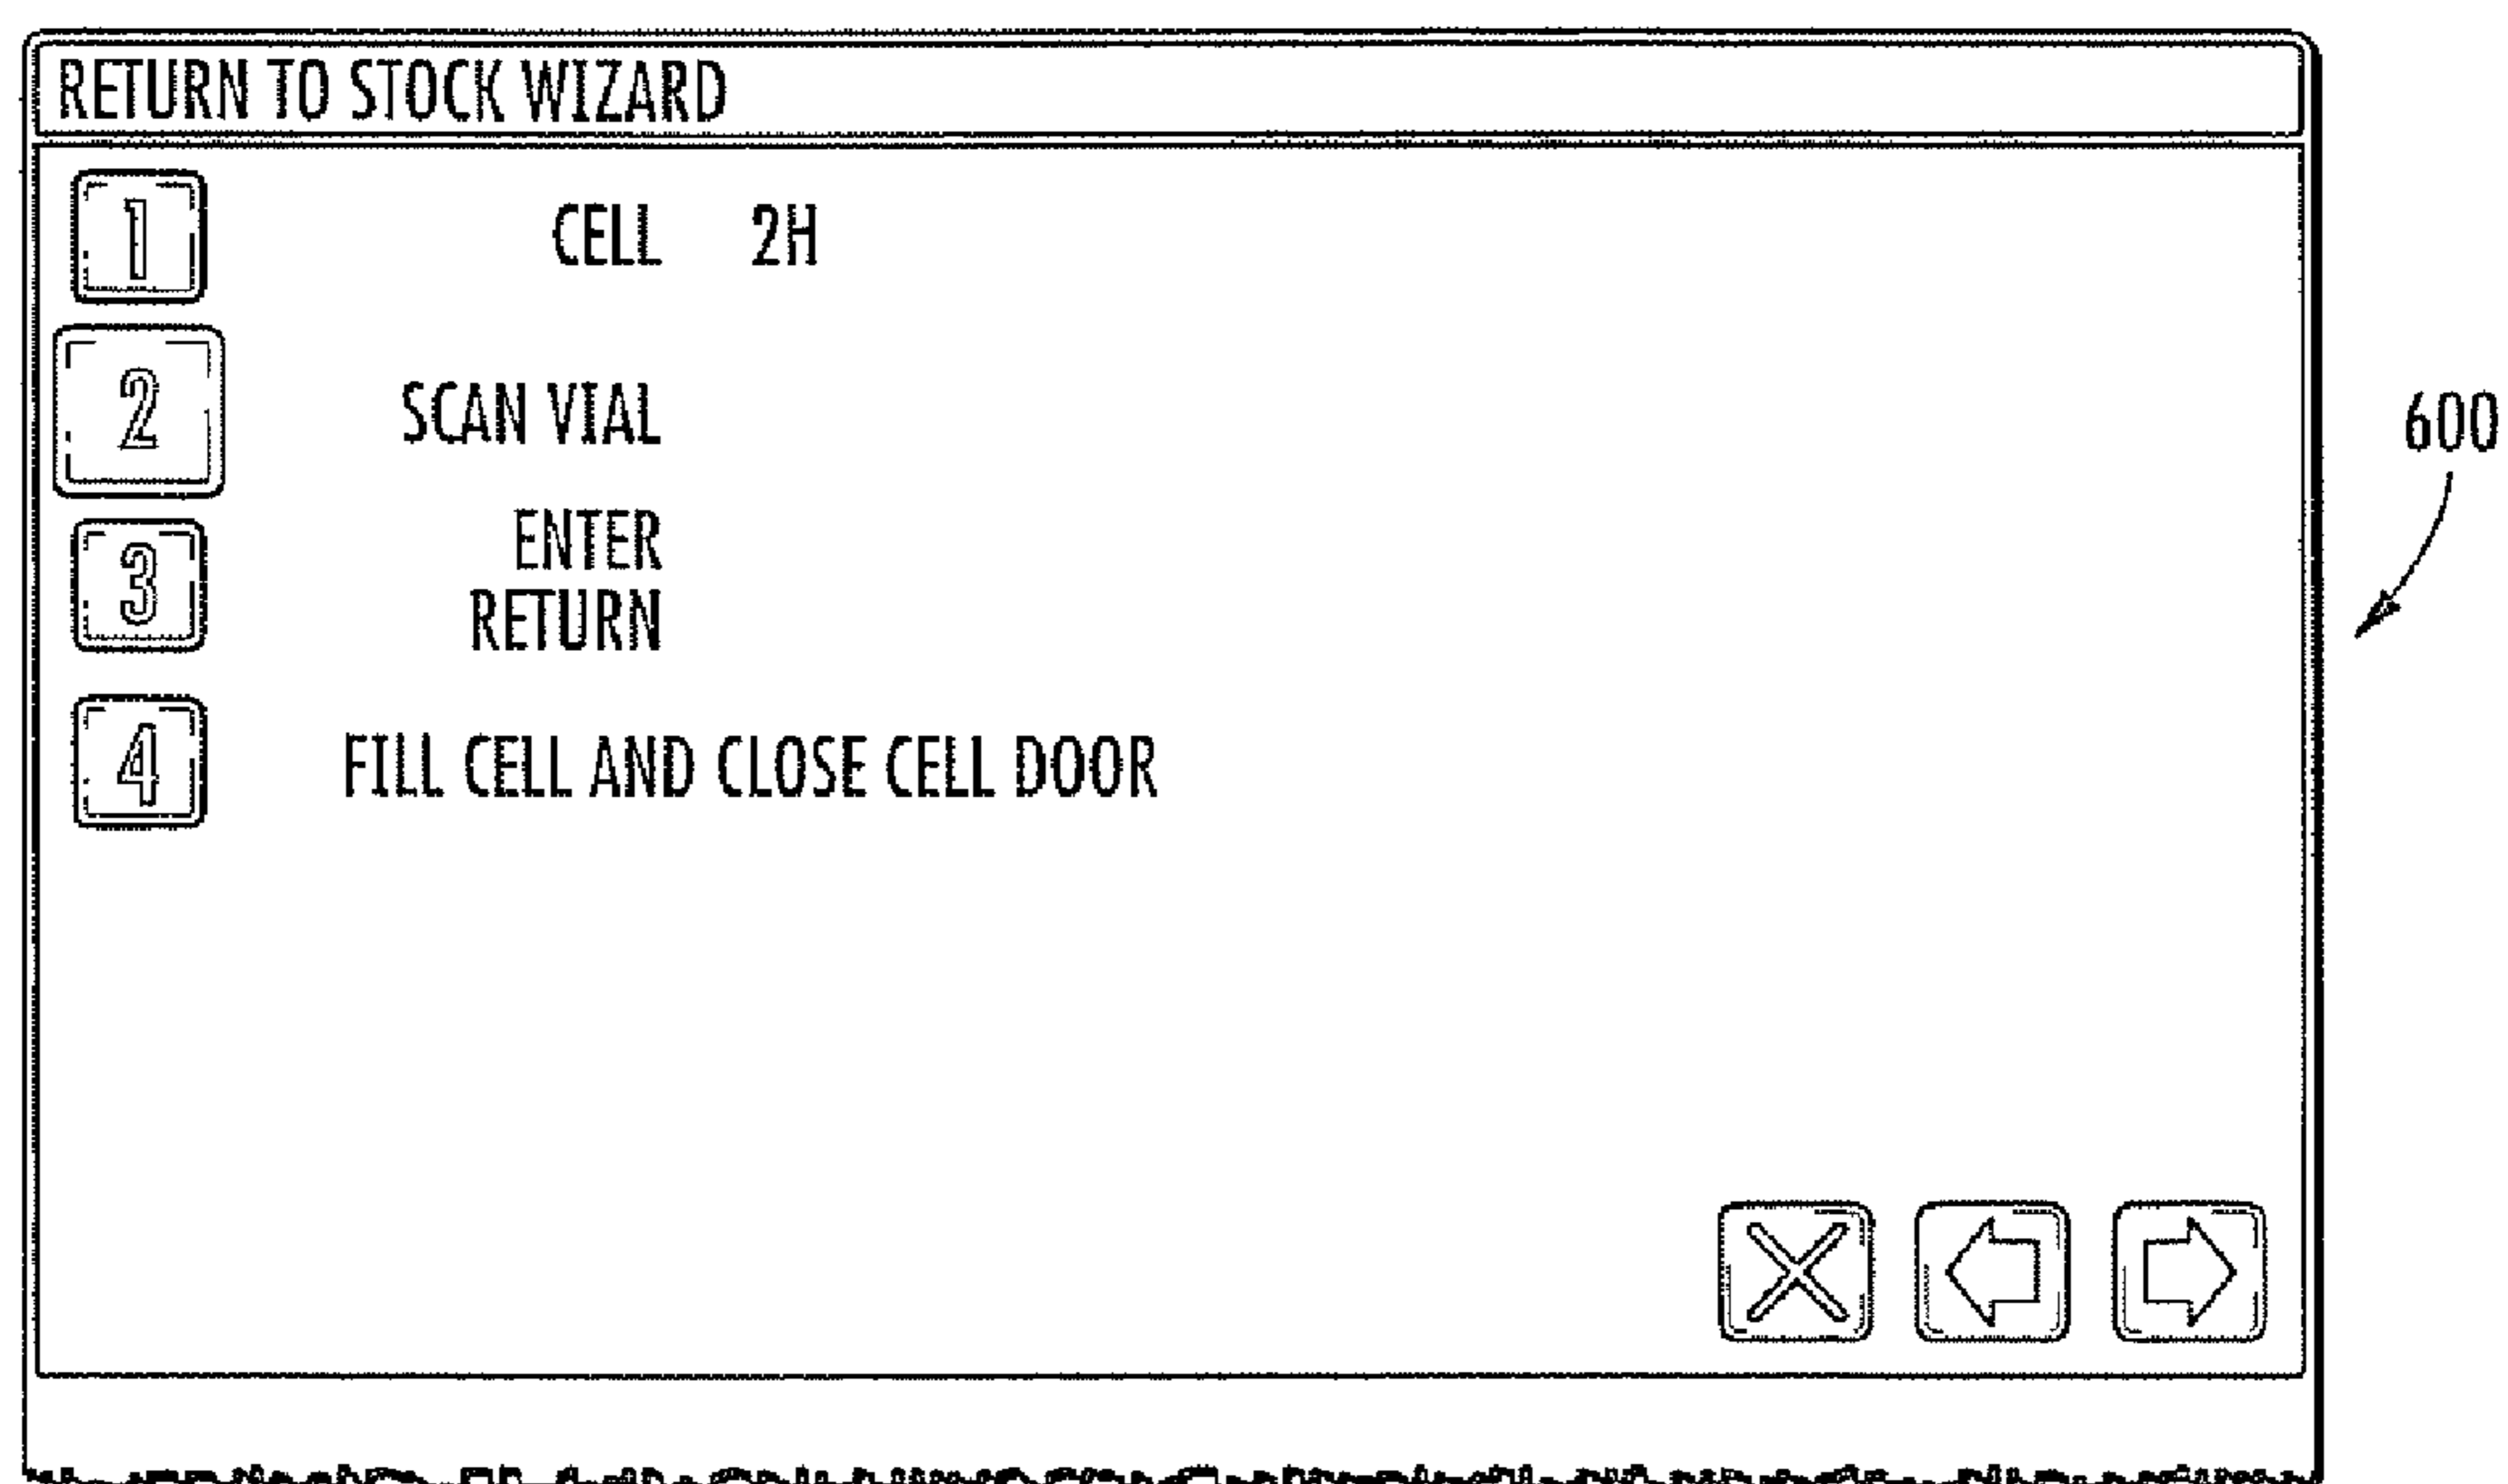 RETURN TO STOCK WIZARD
1 CELL 2H
2 SCAN VIAL
600
3 ENTER
RETURN
4 FILL CELL AND CLOSE CELL DOOR